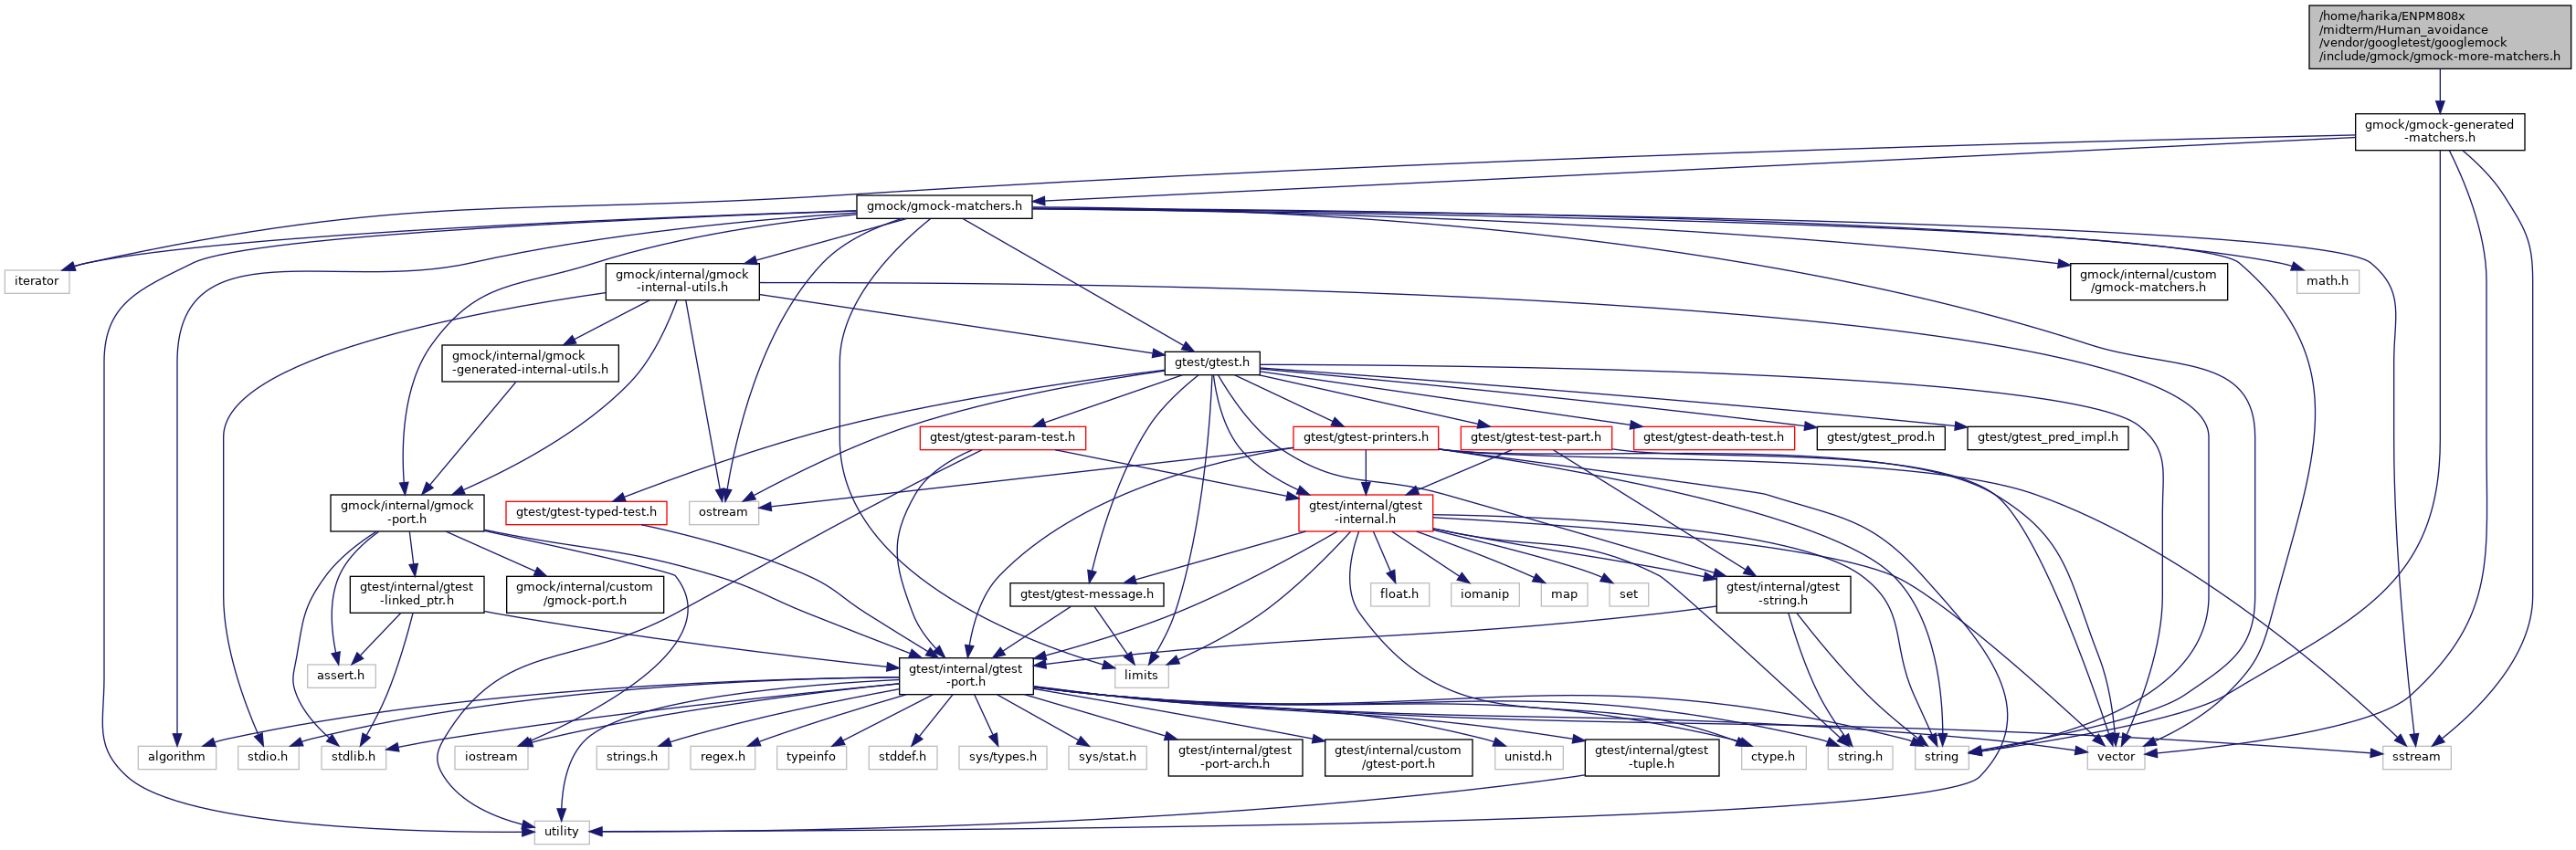 /home/harika/ENPM808x
/midterm/Human_avoidance
/vendor/googletest/googlemock
/include/gmock/gmock-more-matchers.h
gmock/gmock-generated
-matchers.h
gmock/gmock-matchers.h
iterator
gmock/internal/gmock
-internal-utils.h
gmock/internal/custom
/gmock-matchers.h
math.h
gmock/internal/gmock
-generated-internal-utils.h
gtest/gtest.h
gtest/gtest-param-test.h
gtest/gtest-printers.h
gtest/gtest-test-part.h
gtest/gtest-death-test.h
gtest/gtest_prod.h
gtest/gtest_pred_impl.h
gmock/internal/gmock
-port.h
gtest/gtest-typed-test.h
ostream
gtest/internal/gtest
-internal.h
gtest/internal/gtest
-linked_ptr.h
gmock/internal/custom
/gmock-port.h
gtest/gtest-message.h
float.h
iomanip
map
set
gtest/internal/gtest
-string.h
assert.h
gtest/internal/gtest
-port.h
limits
algorithm
stdio.h
stdlib.h
iostream
strings.h
regex.h
typeinfo
stddef.h
sys/types.h
sys/stat.h
gtest/internal/gtest
-port-arch.h
gtest/internal/custom
/gtest-port.h
unistd.h
gtest/internal/gtest
-tuple.h
ctype.h
string.h
string
vector
sstream
utility